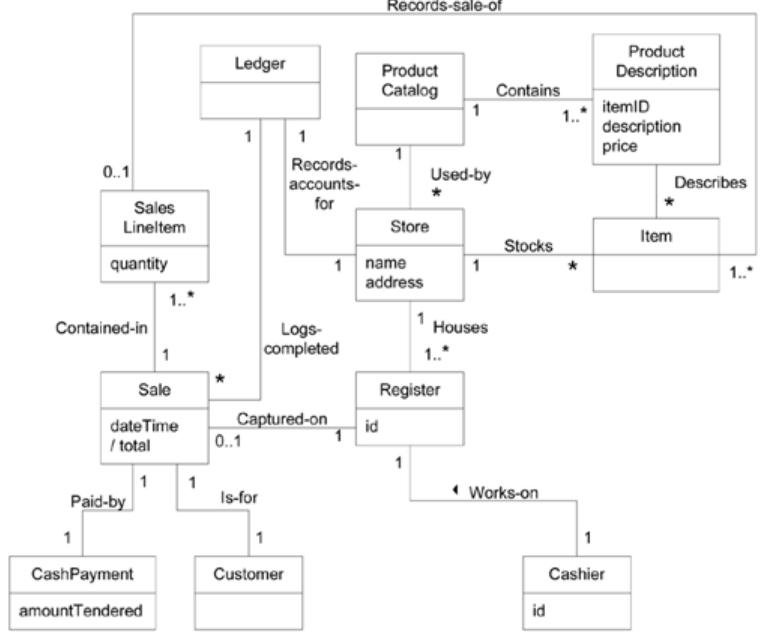 Records-sale-of
Ledger
Product
Catalog
Product
Description
itemID
description
price
Contains
1
1..*
1
1
1
Records-
accounts-
for
Used-by
*
Describes
*
0..1
Sales
LineItem
quantity
Store
name
address
Item
Stocks
1
1
*
1..*
1..*
Contained-in
1
Logs-
completed
*
1
Houses
1..*
Sale
dateTime
/ total
Captured-on
0..1
1
Register
id
1
Works-on
1
Paid-by
1
1
Is-for
1
1
CashPayment
amountTendered
Customer
Cashier
id